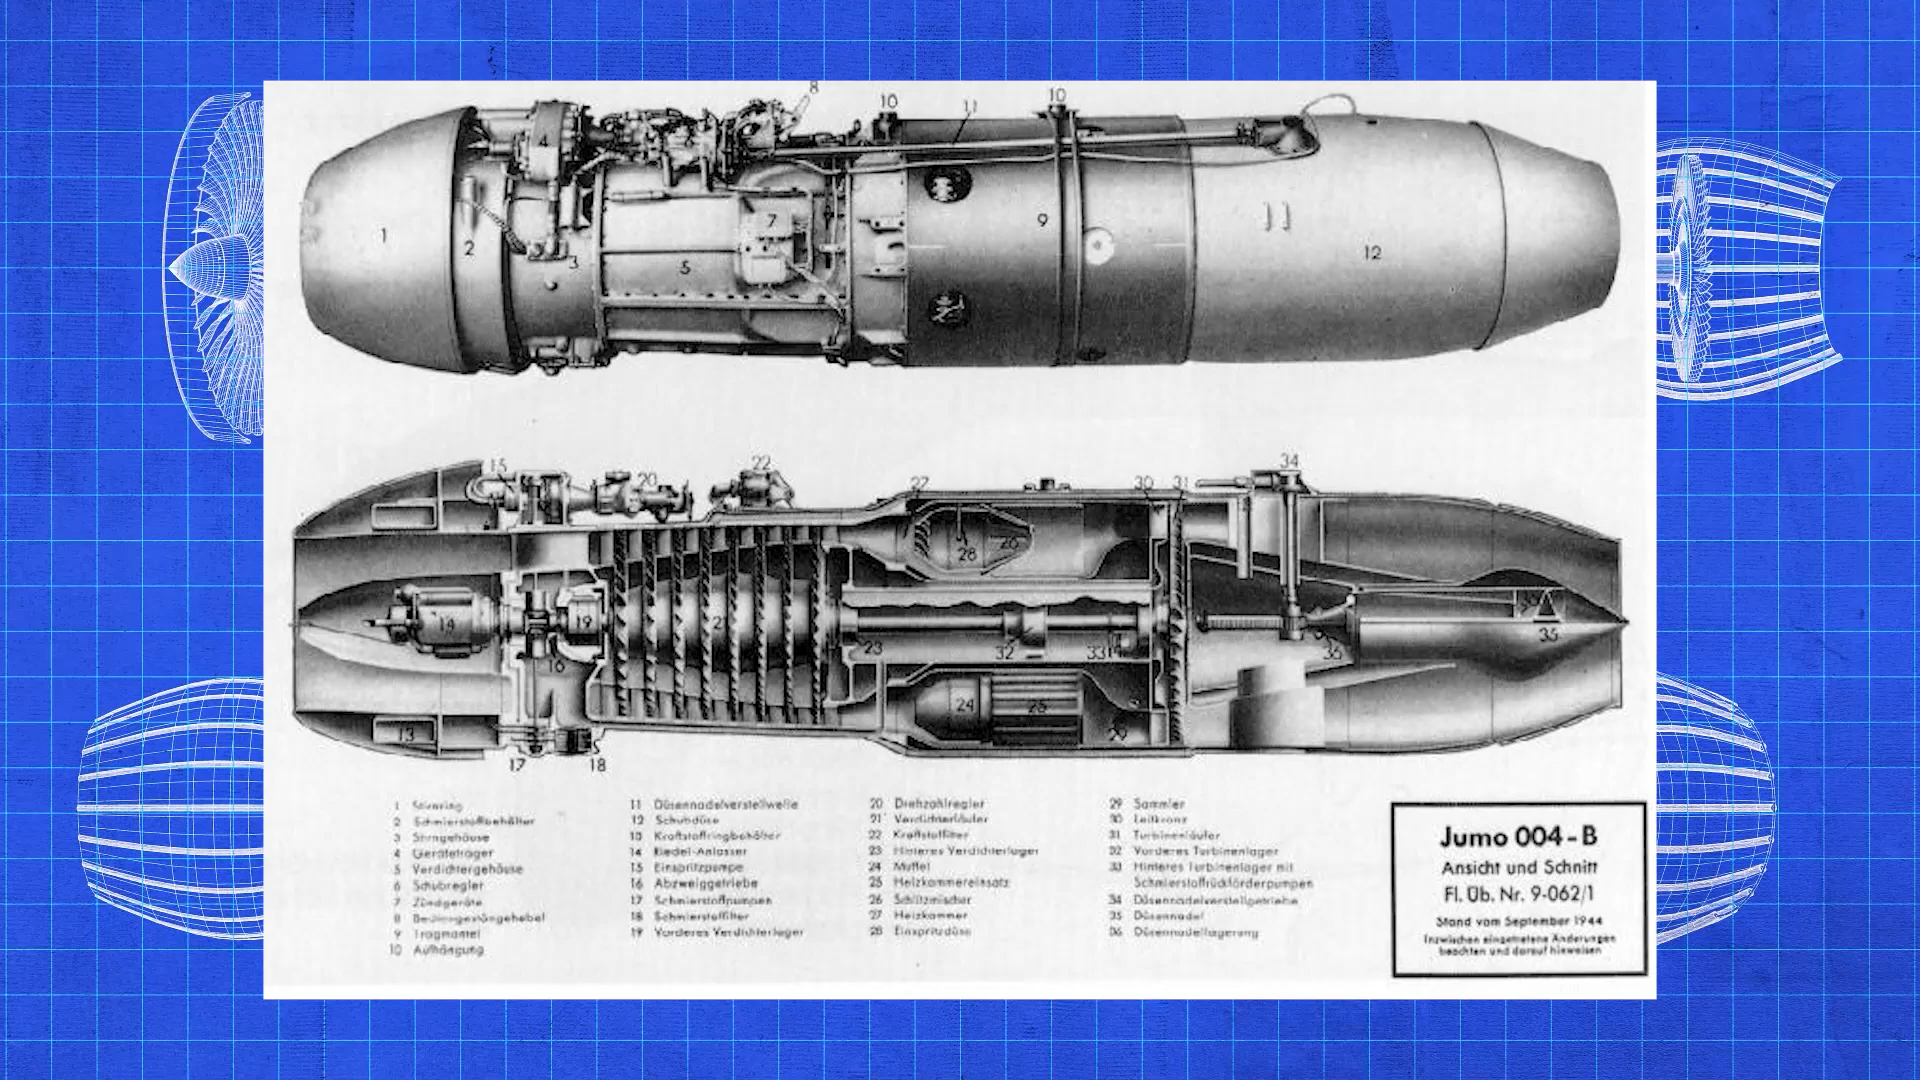 8
10
11
10
4
1
2
3
5
7
9
12
15
20
22
27
30
31
34
28
26
14
19
21
16
23
32
33
36
35
13
24
25
29
17
18
1 Stirnring
2 Schmierstoffbehälter
3 Stirngehäuse
4 Geräteträger
5 Verdichtergehäuse
6 Schubregler
7 Zündgeräte
8 Bedienungsgestängehebel
9 Tragmantel
10 Aufhängung
11 Düsennadelverstellwelle
12 Schubdüse
13 Kraftstoffringbehälter
14 Riedel-Anlasser
15 Einspritzpumpe
16 Abzweiggetriebe
17 Schmierstoffpumpen
18 Schmierstoffilter
19 Vorderes Verdichterlager
20 Drehzahlregler
21 Verdichterläufer
22 Kraftstoffilter
23 Hinteres Verdichterlager
24 Muffel
25 Heizkammereinsatz
26 Schlitzmischer
27 Heizkammer
28 Einspritzdüse
29 Sammler
30 Leitkranz
31 Turbinenläufer
32 Vorderes Turbinenlager
33 Hinteres Turbinenlager mit
Schmierstoffrückförderpumpen
34 Düsennadelverstellgetriebe
35 Düsennadel
36 Düsennadellagerung
Jumo 004-B
Ansicht und Schnitt
Fl. Üb. Nr. 9-062/1
Stand vom September 1944
Inzwischen eingetretene Änderungen
beachten und darauf hinweisen